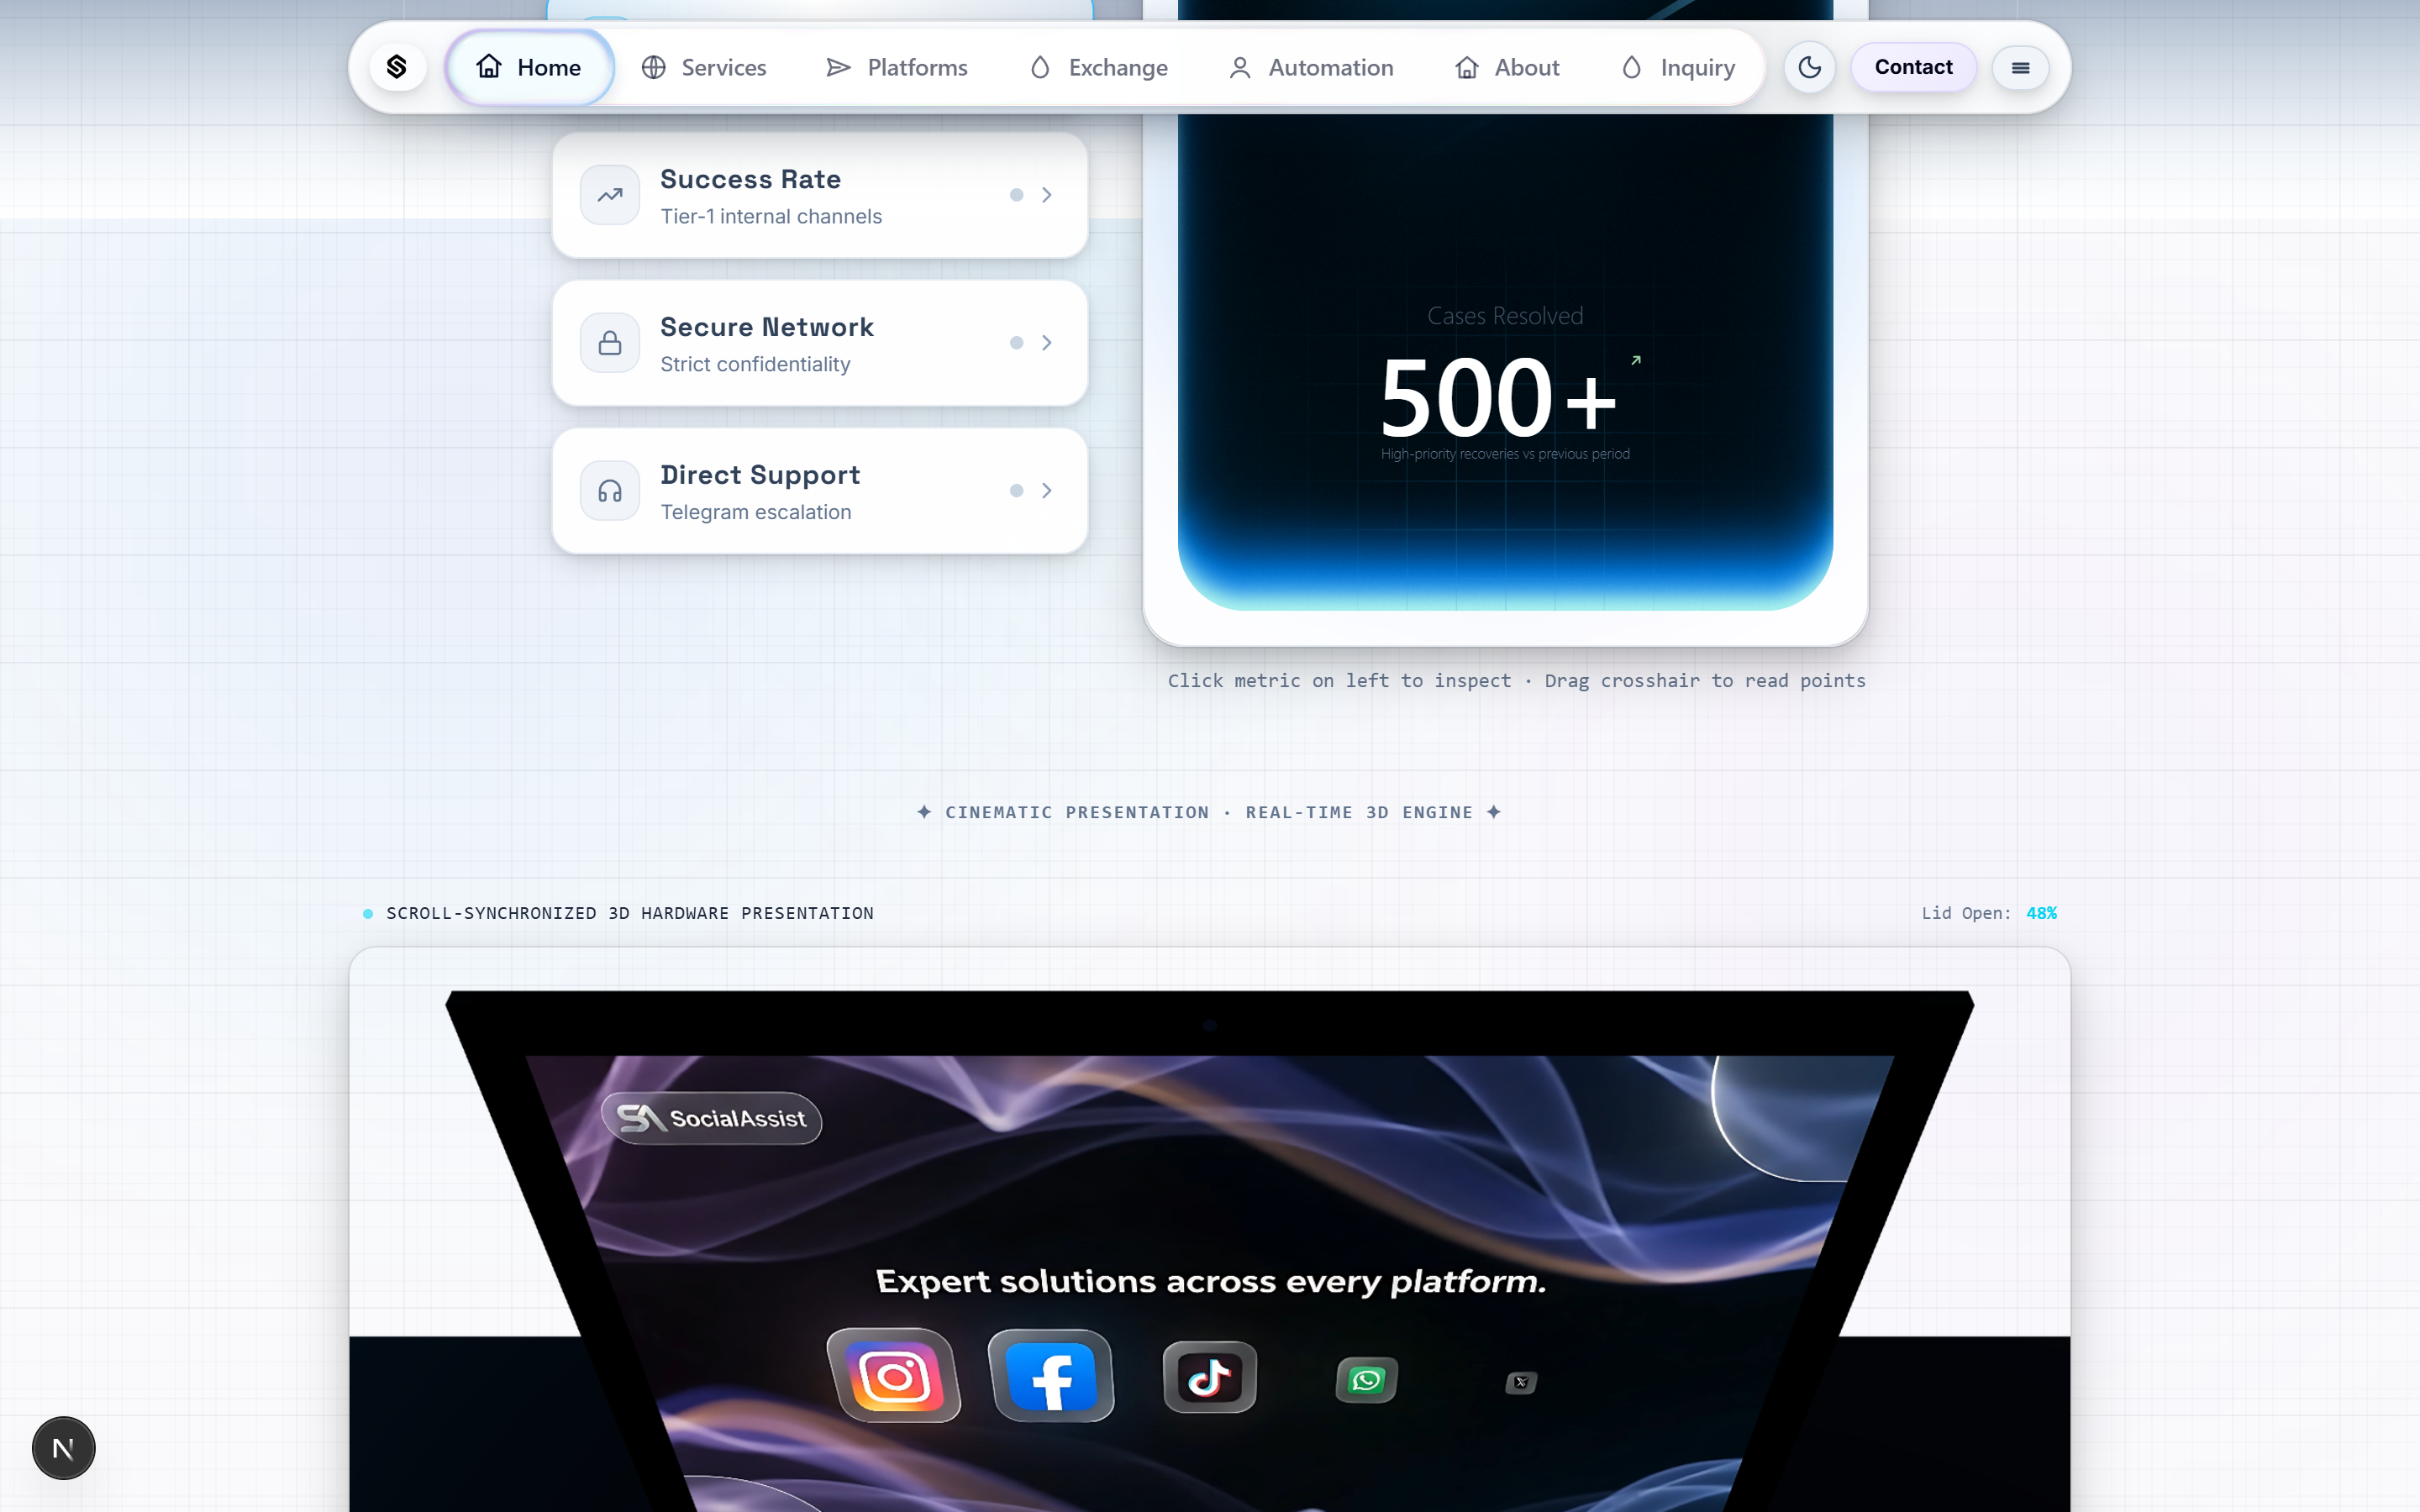 Home
Services
Platforms
Exchange
Automation
About
Inquiry
Contact
Success Rate
Tier-1 internal channels
Secure Network
Strict confidentiality
Direct Support
Telegram escalation
Cases Resolved
500+
High-priority recoveries vs previous period
Click metric on left to inspect · Drag crosshair to read points
✦ CINEMATIC PRESENTATION · REAL-TIME 3D ENGINE ✦
SCROLL-SYNCHRONIZED 3D HARDWARE PRESENTATION
Lid Open: 48%
SA SocialAssist
Expert solutions across every platform.
N